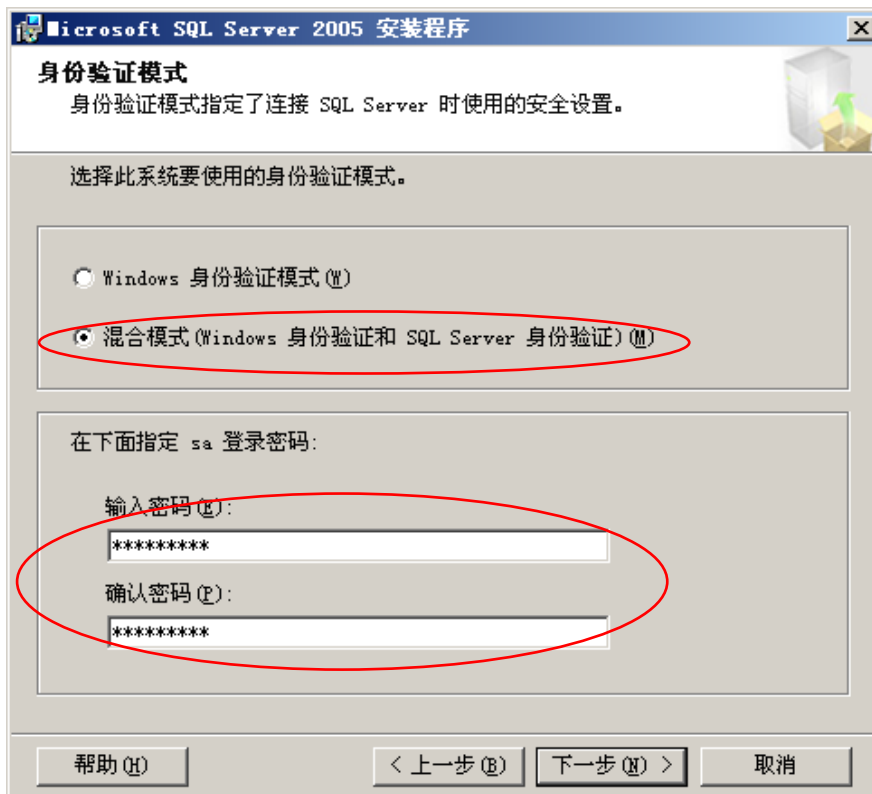 Microsoft SQL Server 2005 安装程序
身份验证模式
身份验证模式指定了连接 SQL Server 时使用的安全设置。
选择此系统要使用的身份验证模式。
Windows 身份验证模式(W)
混合模式(Windows 身份验证和 SQL Server 身份验证)(M)
在下面指定 sa 登录密码:
输入密码(E):
*********
确认密码(P):
*********
帮助(H)
< 上一步(B)
下一步(N) >
取消